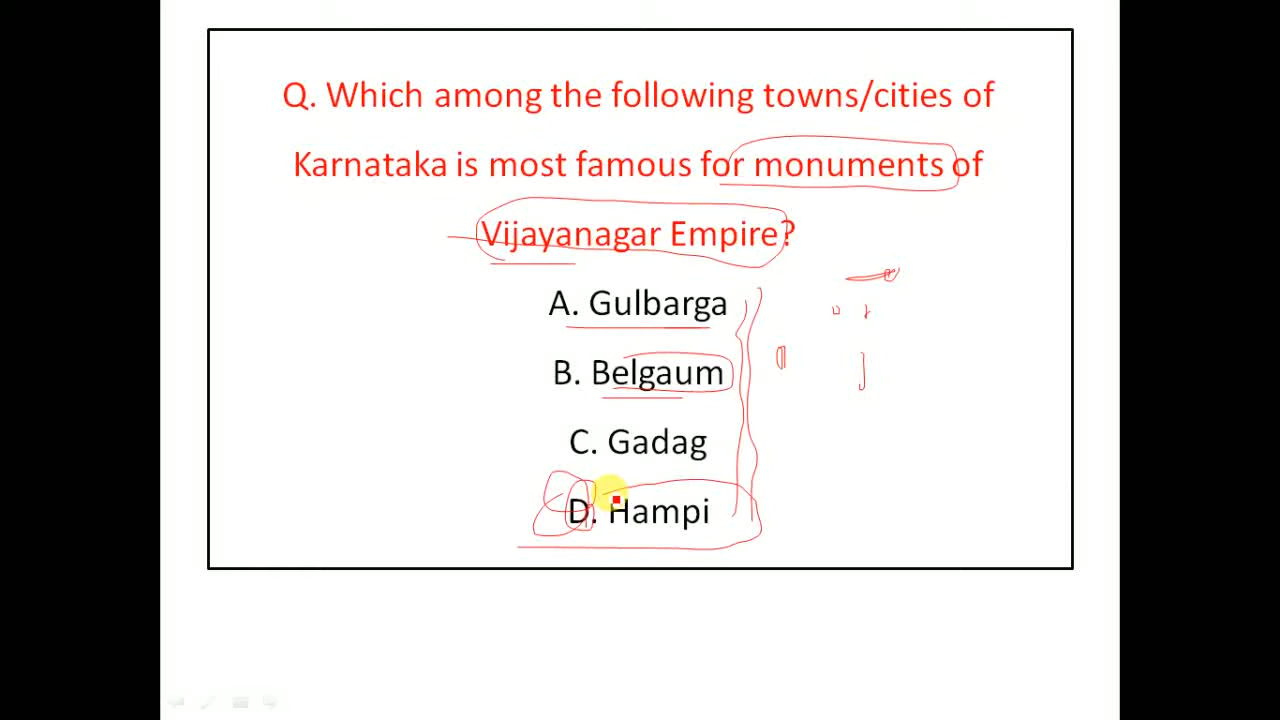 Q. Which among the following towns/cities of
Karnataka is most famous for monuments of
Vijayanagar Empire?
A. Gulbarga
B. Belgaum
C. Gadag
D. Hampi